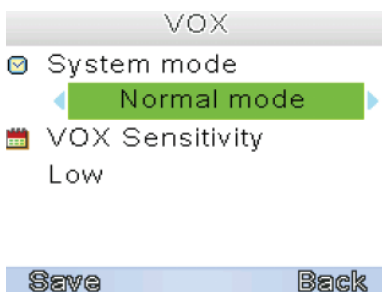 VOX
System mode
Normal mode
VOX Sensitivity
Low
Save Back